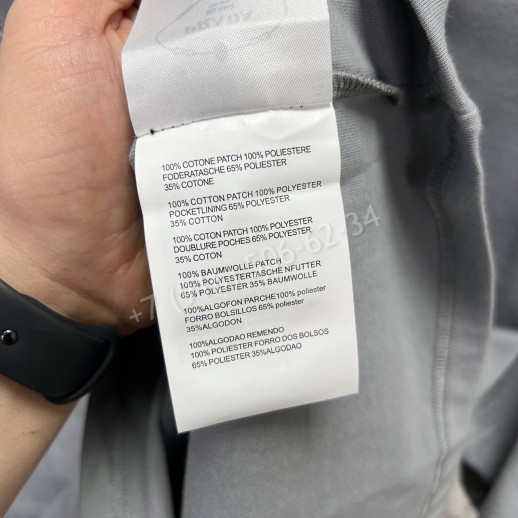 PRADA
100% COTONE PATCH 100% POLIESTERE
FODERATASCHE 65% POLIESTER
35% COTONE
100% COTTON PATCH 100% POLYESTER
POCKETLINING 65% POLYESTER
35% COTTON
100% COTON PATCH 100% POLYESTER
DOUBLURE POCHES 65% POLYESTER
35% COTTON
100% BAUMWOLLE PATCH
100% POLYESTERTASCHE NFUTTER
65% POLYESTER 35% BAUMWOLLE
100%ALGOFON PARCHE100% poliester
FORRO BOLSILLOS 65% poliester
35%ALGODON
100%ALGODAO REMENDO
100% POLIESTER FORRO DOS BOLSOS
65% POLIESTER 35%ALGODAO